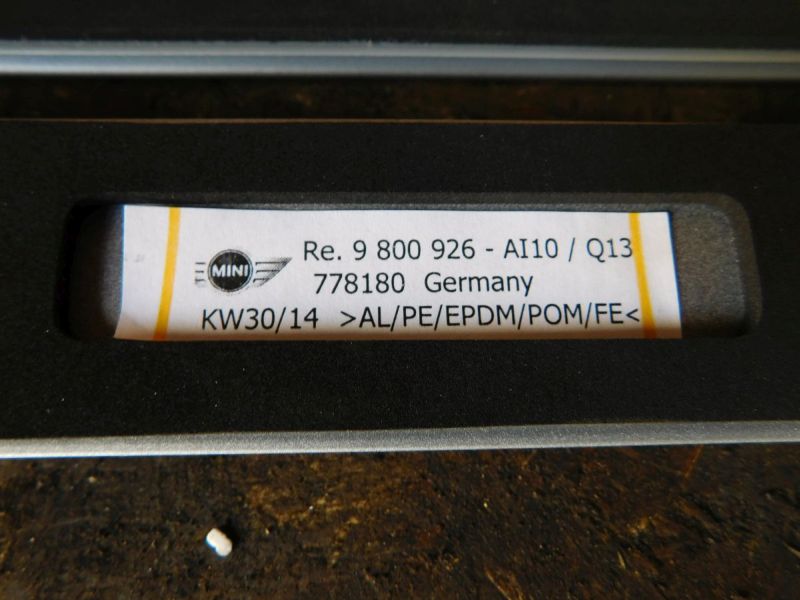 Re. 9 800 926 - AI10 / Q13
MINI
778180 Germany
KW30/14 >AL/PE/EPDM/POM/FE<